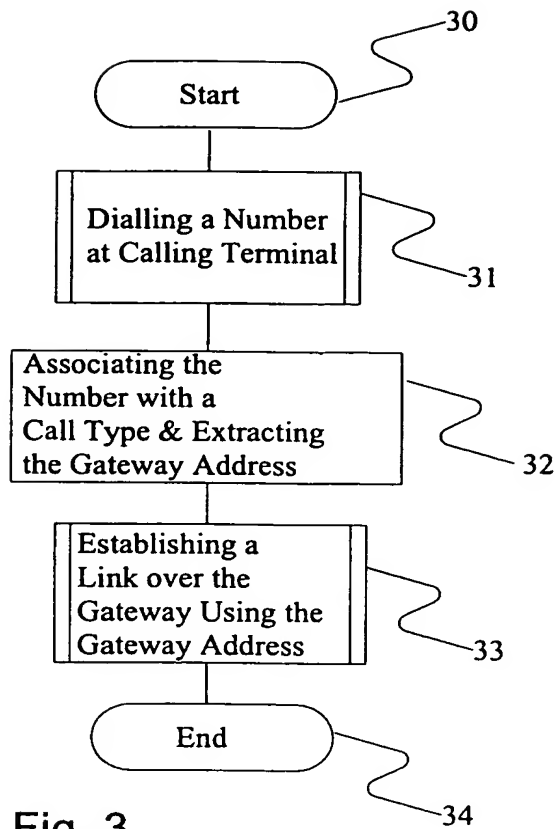 30
Start
Dialling a Number
at Calling Terminal
31
Associating the
Number with a
Call Type & Extracting
the Gateway Address
32
Establishing a
Link over the
Gateway Using the
Gateway Address
33
End
34
Fig. 3